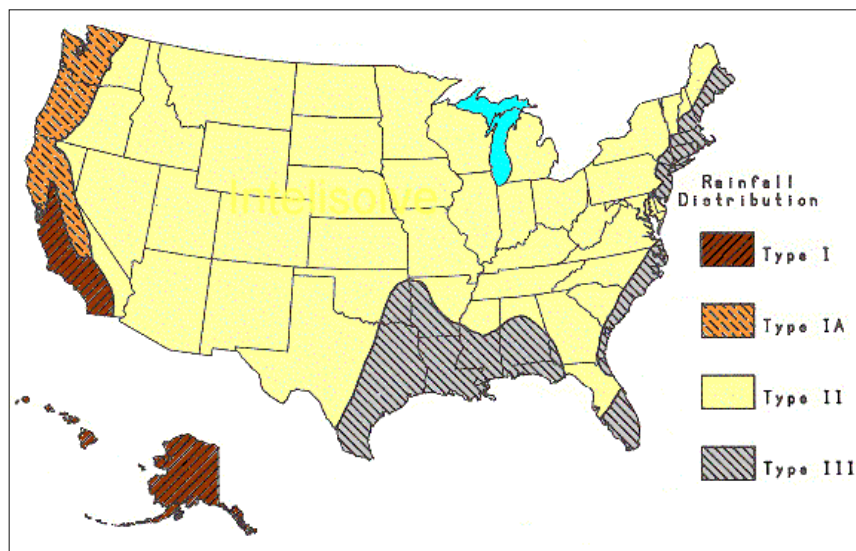 Intelisolve
Rainfall
Distribution
Type I
Type IA
Type II
Type III